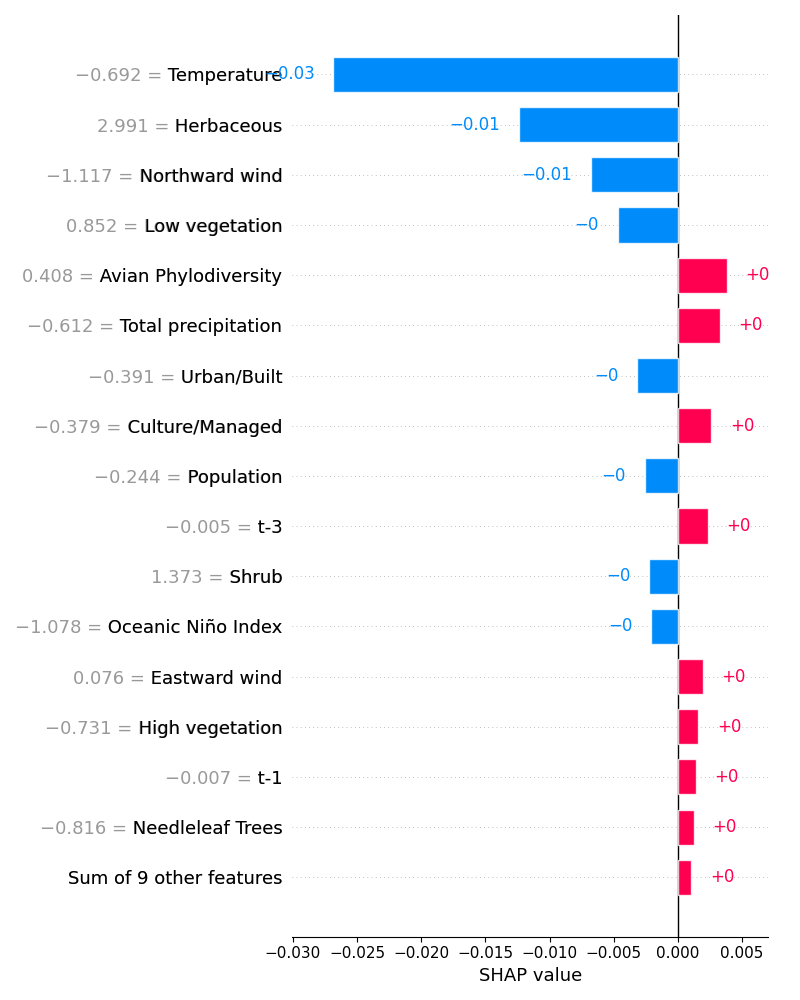 −0.692 = Temperature −0.03
2.991 = Herbaceous −0.01
−1.117 = Northward wind −0.01
0.852 = Low vegetation −0
0.408 = Avian Phylodiversity +0
−0.612 = Total precipitation +0
−0.391 = Urban/Built −0
−0.379 = Culture/Managed +0
−0.244 = Population −0
−0.005 = t-3 +0
1.373 = Shrub −0
−1.078 = Oceanic Niño Index −0
0.076 = Eastward wind +0
−0.731 = High vegetation +0
−0.007 = t-1 +0
−0.816 = Needleleaf Trees +0
Sum of 9 other features +0
−0.030 −0.025 −0.020 −0.015 −0.010 −0.005 0.000 0.005
SHAP value